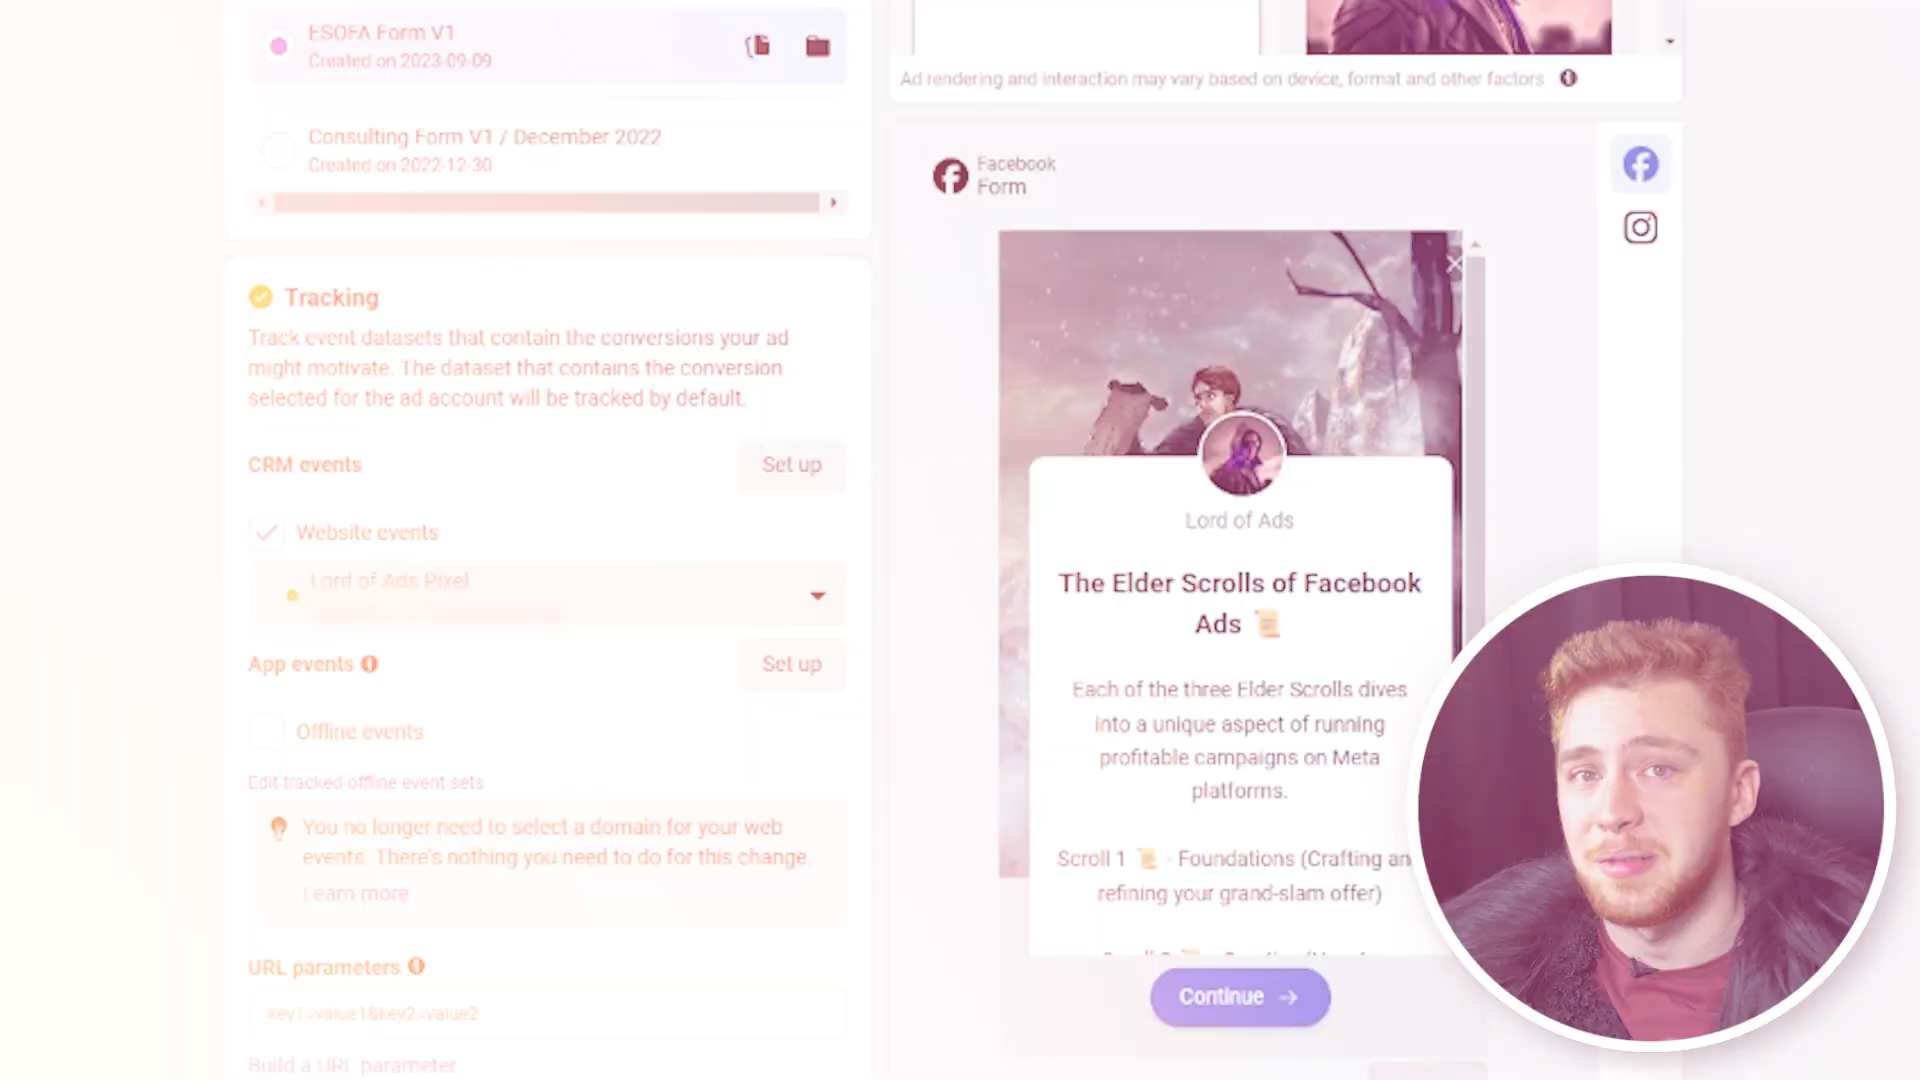 ESOFA Form V1
Created on 2023-09-09
Consulting Form V1 / December 2022
Created on 2022-12-30
Tracking
Track event datasets that contain the conversions your ad
might motivate. The dataset that contains the conversion
selected for the ad account will be tracked by default.
CRM events
Set up
Website events
Lord of Ads Pixel
App events
Set up
Offline events
Edit tracked offline event sets
You no longer need to select a domain for your web
events. There's nothing you need to do for this change.
Learn more
URL parameters
key1=value1&key2=value2
Build a URL parameter
Ad rendering and interaction may vary based on device, format and other factors
Facebook
Form
Lord of Ads
The Elder Scrolls of Facebook
Ads 📜
Each of the three Elder Scrolls dives
into a unique aspect of running
profitable campaigns on Meta
platforms.
Scroll 1 📜 - Foundations (Crafting an
refining your grand-slam offer)
Continue →